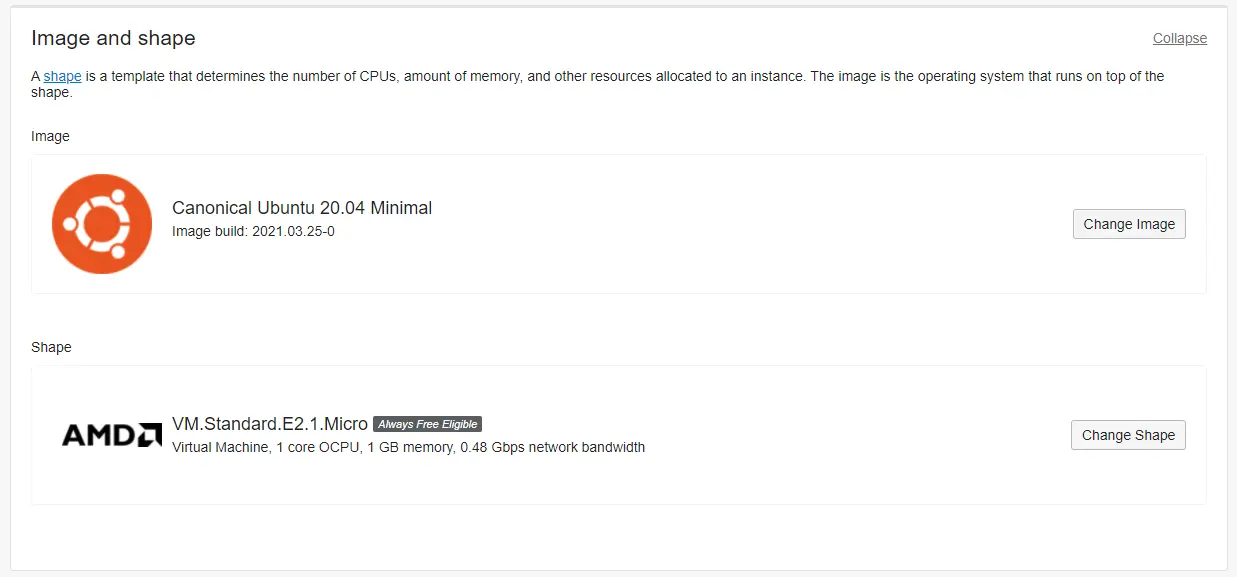 Image and shape
Collapse
A shape is a template that determines the number of CPUs, amount of memory, and other resources allocated to an instance. The image is the operating system that runs on top of the
shape.
Image
Canonical Ubuntu 20.04 Minimal
Image build: 2021.03.25-0
Change Image
Shape
AMD
VM.Standard.E2.1.Micro Always Free Eligible
Virtual Machine, 1 core OCPU, 1 GB memory, 0.48 Gbps network bandwidth
Change Shape